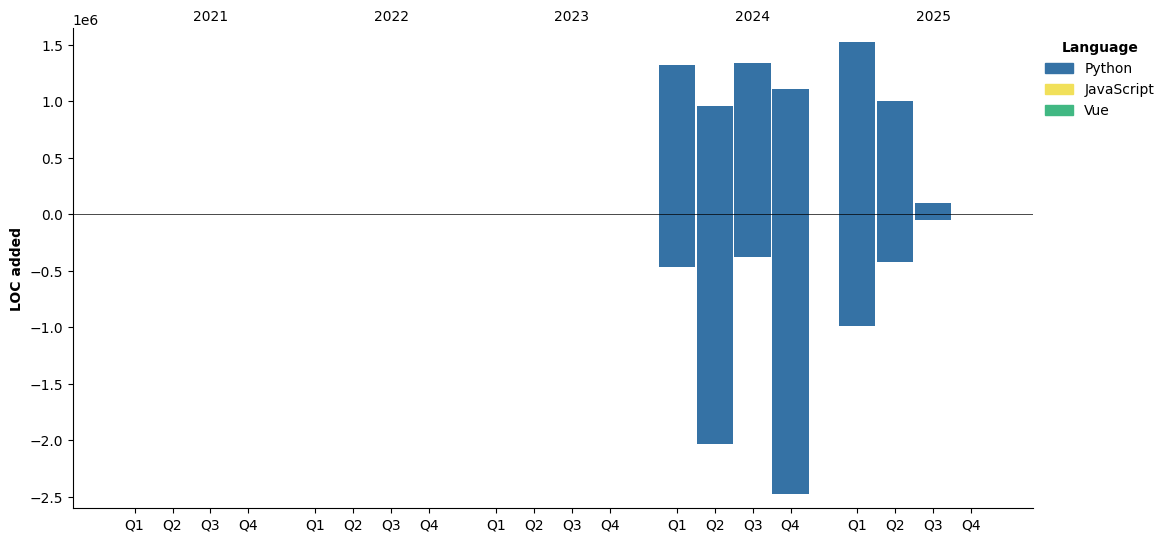 1e6
2021 2022 2023 2024 2025
Language
Python
JavaScript
Vue
LOC added
1.5
1.0
0.5
0.0
−0.5
−1.0
−1.5
−2.0
−2.5
Q1 Q2 Q3 Q4 Q1 Q2 Q3 Q4 Q1 Q2 Q3 Q4 Q1 Q2 Q3 Q4 Q1 Q2 Q3 Q4